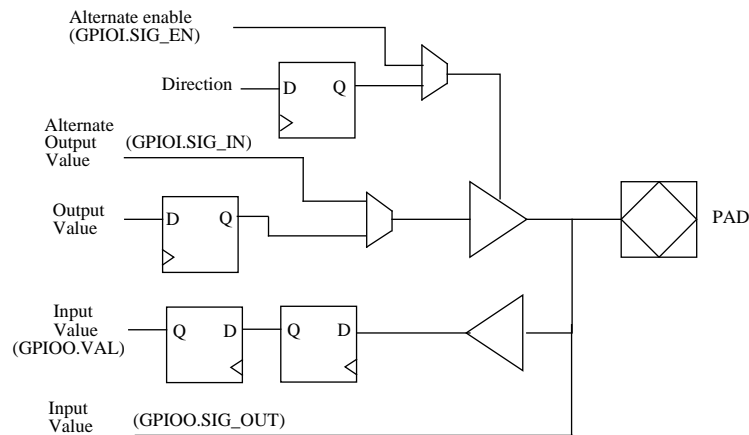 Alternate enable
(GPIOI.SIG_EN)
Direction
D
Q
Alternate
Output
Value
(GPIOI.SIG_IN)
Output
Value
D
Q
PAD
Input
Value
(GPIOO.VAL)
Q
D
Q
D
Input
Value
(GPIOO.SIG_OUT)